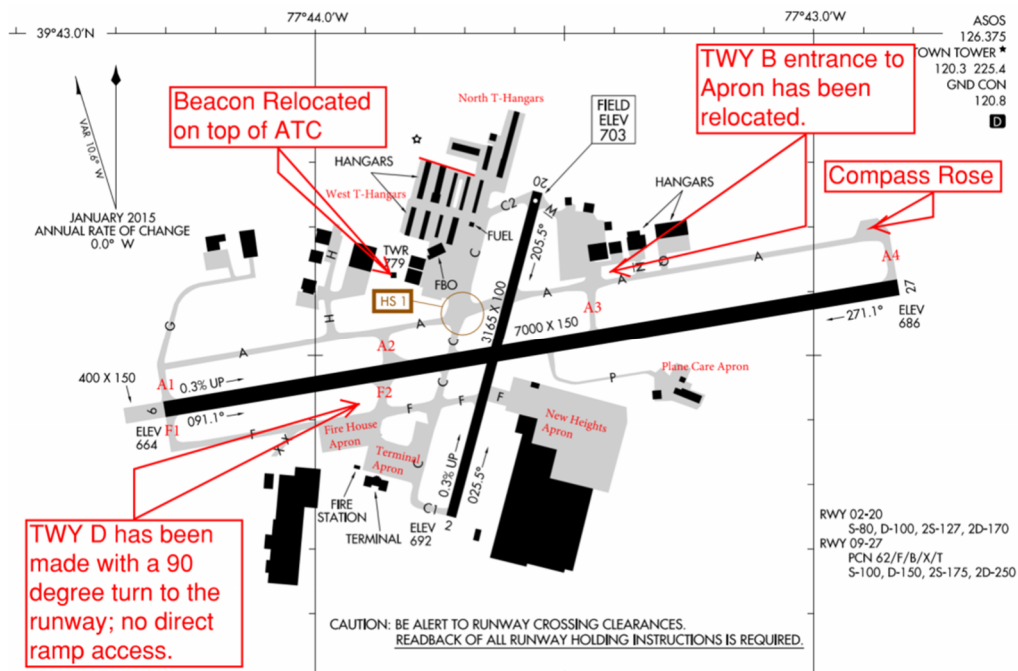 77°44.0'W
77°43.0'W
39°43.0'N
ASOS
126.375
OWN TOWER ★
120.3 225.4
GND CON
120.8
D
VAR 10.6° W
JANUARY 2015
ANNUAL RATE OF CHANGE
0.0° W
Beacon Relocated
on top of ATC
TWY B entrance to
Apron has been
relocated.
Compass Rose
North T-Hangars
FIELD
ELEV
703
HANGARS
West T-Hangars
HANGARS
20
C2
W
FUEL
C
205.5°
TWR
779
FBO
H
H
HS 1
G
A
A
A
A
N
Q
A
A3
A4
27
ELEV
686
271.1°
3165 X 100
7000 X 150
A2
C
C
A1
400 X 150
0.3% UP
9
091.1°
ELEV
664
F1
F
X X
F2
F
F
F
P
Plane Care Apron
Fire House
Apron
Terminal
Apron
New Heights
Apron
C
0.3% UP
025.5°
C1
2
ELEV
692
FIRE
STATION
TERMINAL
TWY D has been
made with a 90
degree turn to the
runway; no direct
ramp access.
RWY 02-20
S-80, D-100, 2S-127, 2D-170
RWY 09-27
PCN 62/F/B/X/T
S-100, D-150, 2S-175, 2D-250
CAUTION: BE ALERT TO RUNWAY CROSSING CLEARANCES.
READBACK OF ALL RUNWAY HOLDING INSTRUCTIONS IS REQUIRED.